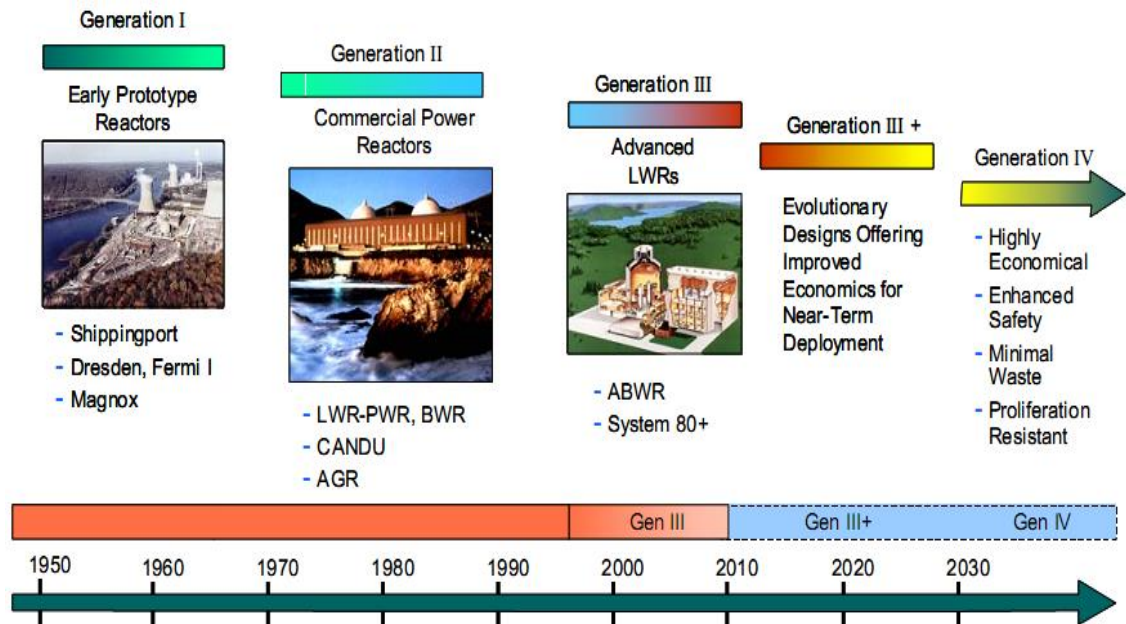 Generation I
Early Prototype
Reactors
- Shippingport
- Dresden, Fermi I
- Magnox
Generation II
Commercial Power
Reactors
- LWR-PWR, BWR
- CANDU
- AGR
Generation III
Advanced
LWRs
- ABWR
- System 80+
Generation III +
Evolutionary
Designs Offering
Improved
Economics for
Near-Term
Deployment
Generation IV
- Highly
Economical
- Enhanced
Safety
- Minimal
Waste
- Proliferation
Resistant
Gen III Gen III+ Gen IV
1950 1960 1970 1980 1990 2000 2010 2020 2030